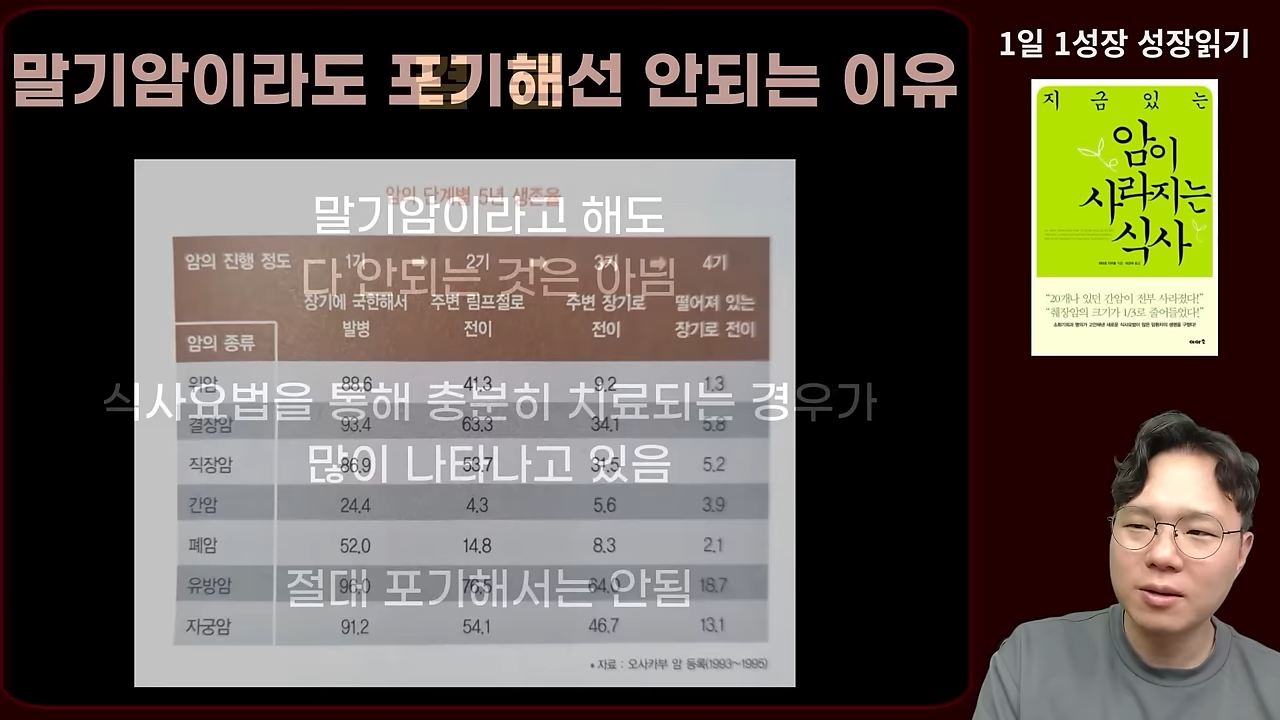 말기암이라도 포기해선 안되는 이유
1일 1성장 성장읽기
지금있는
암이
사라지는
식사
“20개나 있던 간암이 전부 사라졌다!”
“췌장암의 크기가 1/3로 줄어들었다!”
암의 단계별 5년 생존율
말기암이라고 해도
암의 진행 정도 1기 2기 3기 4기
다 안되는 것은 아님
장기에 국한해서 주변 림프절로 주변 장기로 떨어져 있는
발병 전이 전이 장기로 전이
암의 종류
위암 88.6 41.3 9.2 1.3
식사요법을 통해 충분히 치료되는 경우가
결장암 93.4 63.3 34.1 5.8
많이 나타나고 있음
직장암 86.9 53.7 31.5 5.2
간암 24.4 4.3 5.6 3.9
폐암 52.0 14.8 8.3 2.1
유방암 96.0 76.5 64.0 18.7
절대 포기해서는 안됨
자궁암 91.2 54.1 46.7 13.1
• 자료 : 오사카부 암 등록(1993~1995)